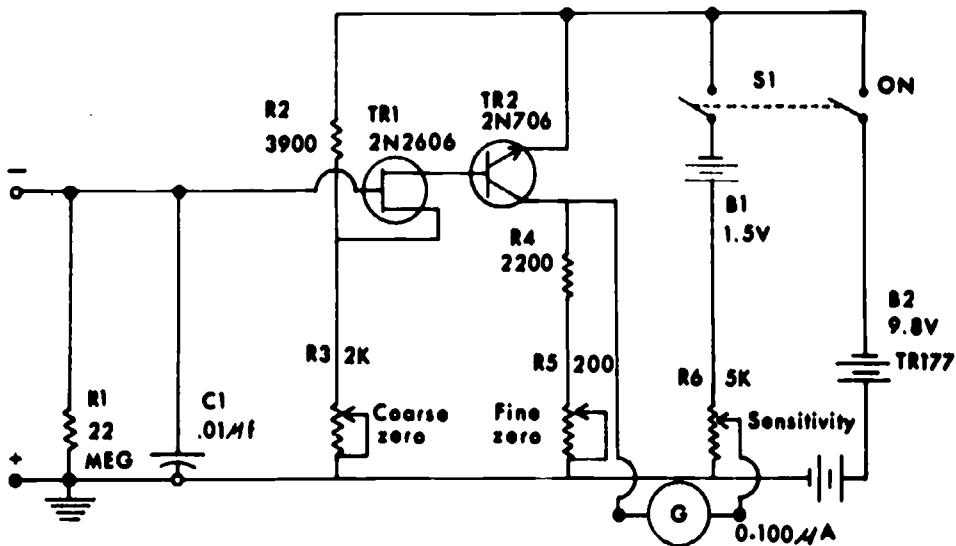 S1
ON
R2
3900
TR1
2N2606
TR2
2N706
−
B1
1.5V
R4
2200
B2
9.8V
TR177
R3 2K
R5 200
R6 5K
R1
22
MEG
C1
.01Mf
Coarse
zero
Fine
zero
Sensitivity
+
G
0-100μA